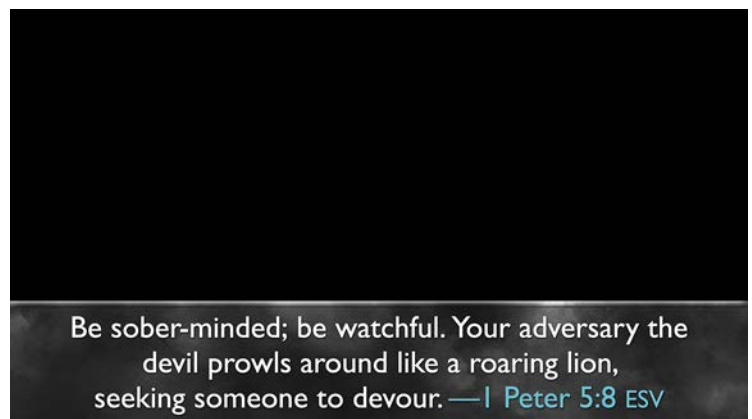 Be sober-minded; be watchful. Your adversary the
devil prowls around like a roaring lion,
seeking someone to devour. —1 Peter 5:8 ESV